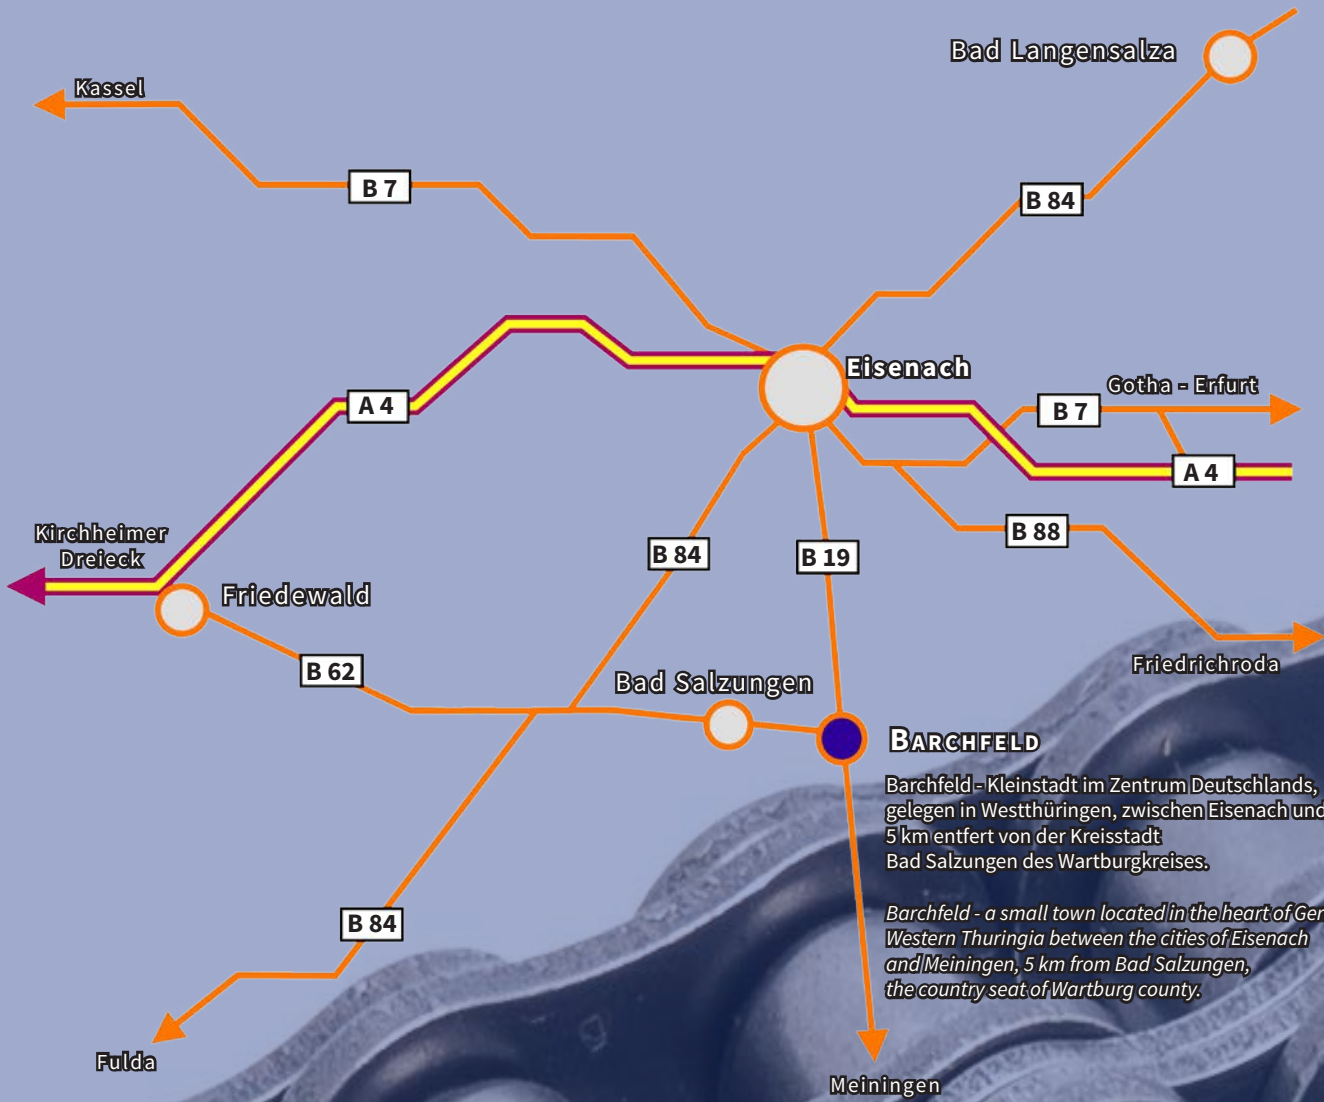 Bad Langensalza
Kassel
B 7
B 84
Eisenach
Gotha - Erfurt
B 7
A 4
A 4
Kirchheimer
Dreieck
B 88
B 84
B 19
Friedewald
Friedrichroda
B 62
Bad Salzungen
BARCHFELD
Barchfeld - Kleinstadt im Zentrum Deutschlands,
gelegen in Westthüringen, zwischen Eisenach und
5 km entfert von der Kreisstadt
Bad Salzungen des Wartburgkreises.
Barchfeld - a small town located in the heart of Ger
Western Thuringia between the cities of Eisenach
and Meiningen, 5 km from Bad Salzungen,
the country seat of Wartburg county.
B 84
Fulda
Meiningen